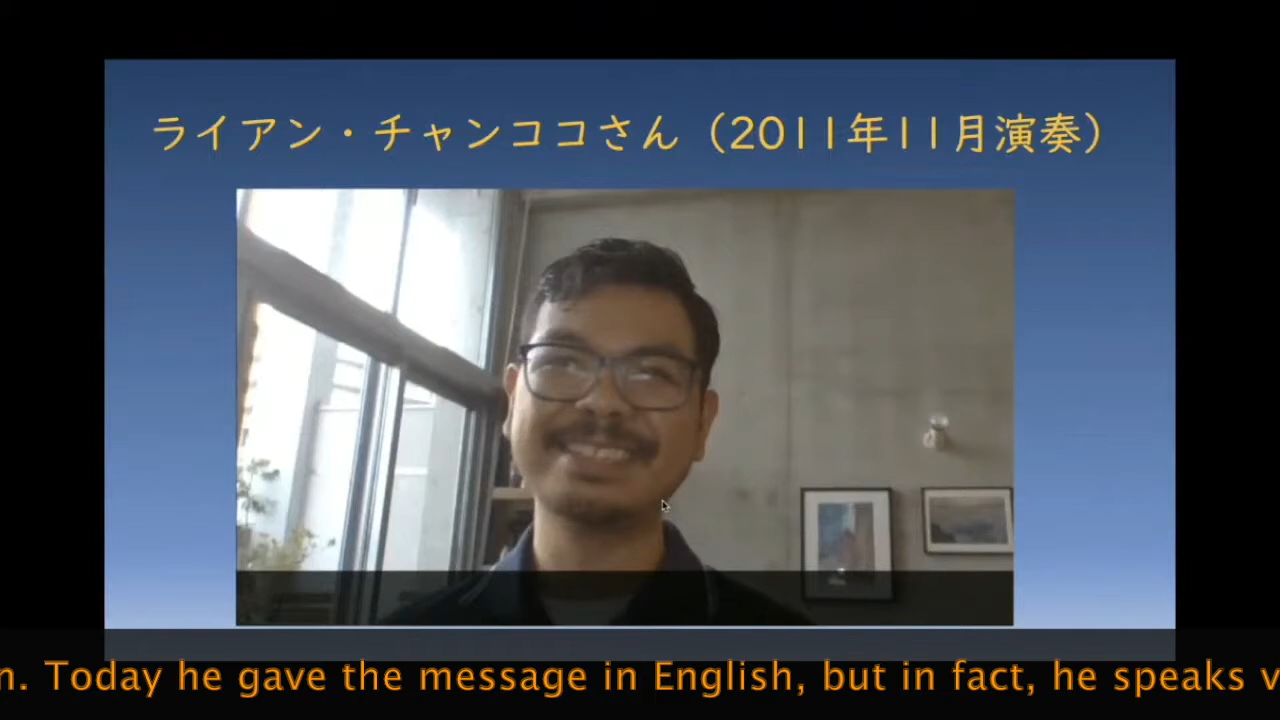 ライアン・チャンココさん（2011年11月演奏）
n. Today he gave the message in English, but in fact, he speaks v